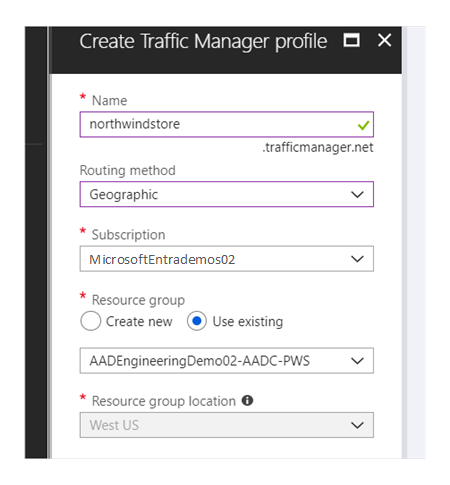 Create Traffic Manager profile
* Name
northwindstore
.trafficmanager.net
Routing method
Geographic
* Subscription
MicrosoftEntrademos02
* Resource group
Create new Use existing
AADEngineeringDemo02-AADC-PWS
* Resource group location
West US